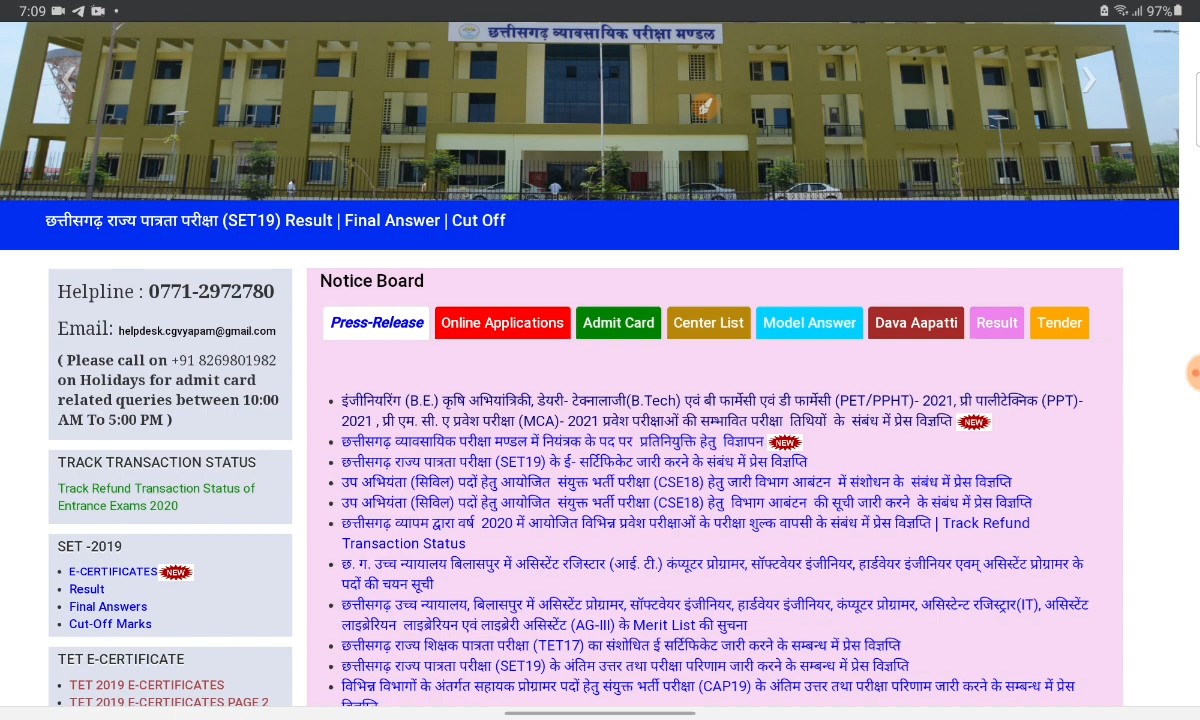 7:09
97%
छत्तीसगढ़ व्यावसायिक परीक्षा मण्डल
छत्तीसगढ़ राज्य पात्रता परीक्षा (SET19) Result | Final Answer | Cut Off
Helpline : 0771-2972780
Email: helpdesk.cgvyapam@gmail.com
( Please call on +91 8269801982
on Holidays for admit card
related queries between 10:00
AM To 5:00 PM )
TRACK TRANSACTION STATUS
Track Refund Transaction Status of
Entrance Exams 2020
SET -2019
E-CERTIFICATES NEW
Result
Final Answers
Cut-Off Marks
TET E-CERTIFICATE
TET 2019 E-CERTIFICATES
TET 2019 E-CERTIFICATES PAGE 2
Notice Board
Press-Release Online Applications Admit Card Center List Model Answer Dava Aapatti Result Tender
इंजीनियरिंग (B.E.) कृषि अभियांत्रिकी, डेयरी- टेक्नालाजी(B.Tech) एवं बी फार्मेसी एवं डी फार्मेसी (PET/PPHT)- 2021, प्री पालीटेक्निक (PPT)-
2021 , प्री एम. सी. ए प्रवेश परीक्षा (MCA)- 2021 प्रवेश परीक्षाओं की सम्भावित परीक्षा तिथियों के संबंध में प्रेस विज्ञप्ति NEW
छत्तीसगढ़ व्यावसायिक परीक्षा मण्डल में नियंत्रक के पद पर प्रतिनियुक्ति हेतु विज्ञापन NEW
छत्तीसगढ़ राज्य पात्रता परीक्षा (SET19) के ई- सर्टिफिकेट जारी करने के संबंध में प्रेस विज्ञप्ति
उप अभियंता (सिविल) पदों हेतु आयोजित संयुक्त भर्ती परीक्षा (CSE18) हेतु जारी विभाग आबंटन में संशोधन के संबंध में प्रेस विज्ञप्ति
उप अभियंता (सिविल) पदों हेतु आयोजित संयुक्त भर्ती परीक्षा (CSE18) हेतु विभाग आबंटन की सूची जारी करने के संबंध में प्रेस विज्ञप्ति
छत्तीसगढ़ व्यापम द्वारा वर्ष 2020 में आयोजित विभिन्न प्रवेश परीक्षाओं के परीक्षा शुल्क वापसी के संबंध में प्रेस विज्ञप्ति | Track Refund
Transaction Status
छ. ग. उच्च न्यायालय बिलासपुर में असिस्टेंट रजिस्टार (आई. टी.) कंप्यूटर प्रोग्रामर, सॉफ्टवेयर इंजीनियर, हार्डवेयर इंजीनियर एवम् असिस्टेंट प्रोग्रामर के
पदों की चयन सूची
छत्तीसगढ़ उच्च न्यायालय, बिलासपुर में असिस्टेंट प्रोग्रामर, सॉफ्टवेयर इंजीनियर, हार्डवेयर इंजीनियर, कंप्यूटर प्रोग्रामर, असिस्टेन्ट रजिस्ट्रार(IT), असिस्टेंट
लाइब्रेरियन लाइब्रेरियन एवं लाइब्रेरी असिस्टेंट (AG-III) के Merit List की सुचना
छत्तीसगढ़ राज्य शिक्षक पात्रता परीक्षा (TET17) का संशोधित ई सर्टिफिकेट जारी करने के सम्बन्ध में प्रेस विज्ञप्ति
छत्तीसगढ़ राज्य पात्रता परीक्षा (SET19) के अंतिम उत्तर तथा परीक्षा परिणाम जारी करने के सम्बन्ध में प्रेस विज्ञप्ति
विभिन्न विभागों के अंतर्गत सहायक प्रोग्रामर पदों हेतु संयुक्त भर्ती परीक्षा (CAP19) के अंतिम उत्तर तथा परीक्षा परिणाम जारी करने के सम्बन्ध में प्रेस